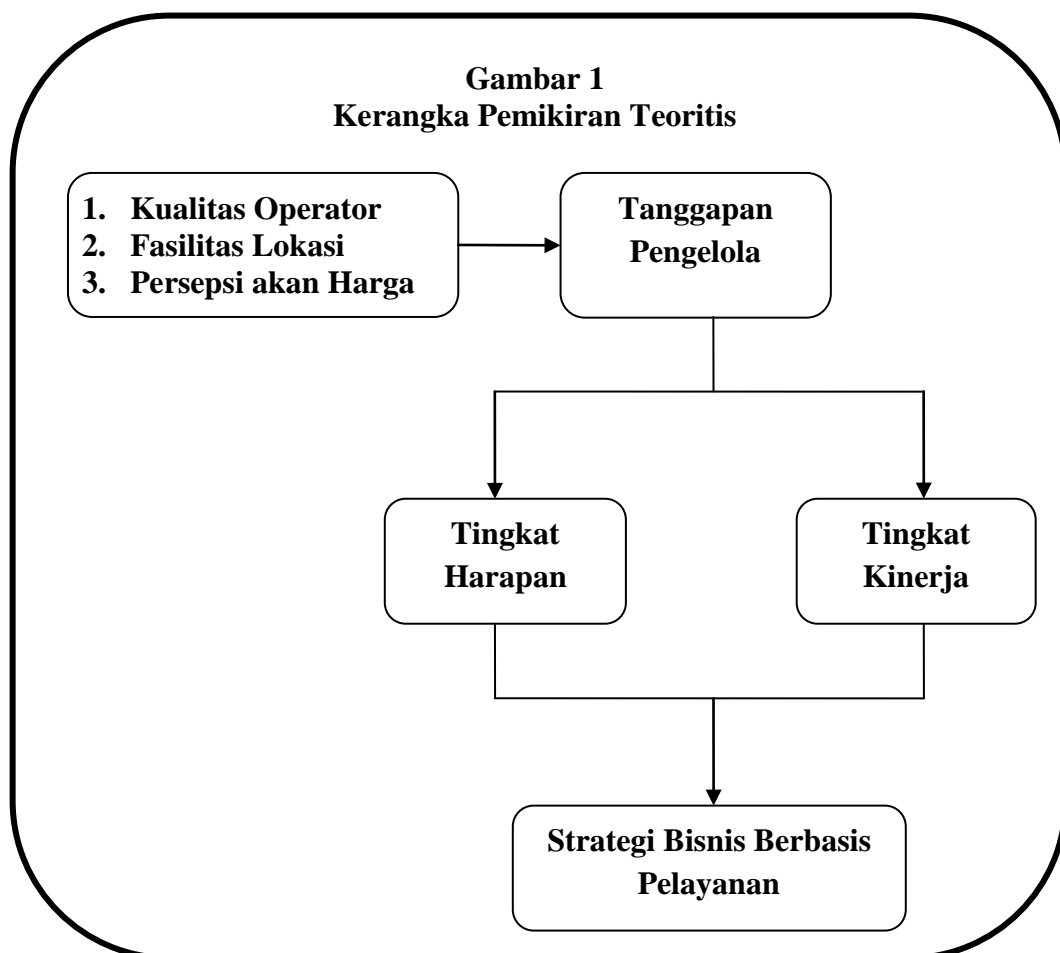 Gambar 1
Kerangka Pemikiran Teoritis
1. Kualitas Operator
2. Fasilitas Lokasi
3. Persepsi akan Harga
Tanggapan
Pengelola
Tingkat
Harapan
Tingkat
Kinerja
Strategi Bisnis Berbasis
Pelayanan